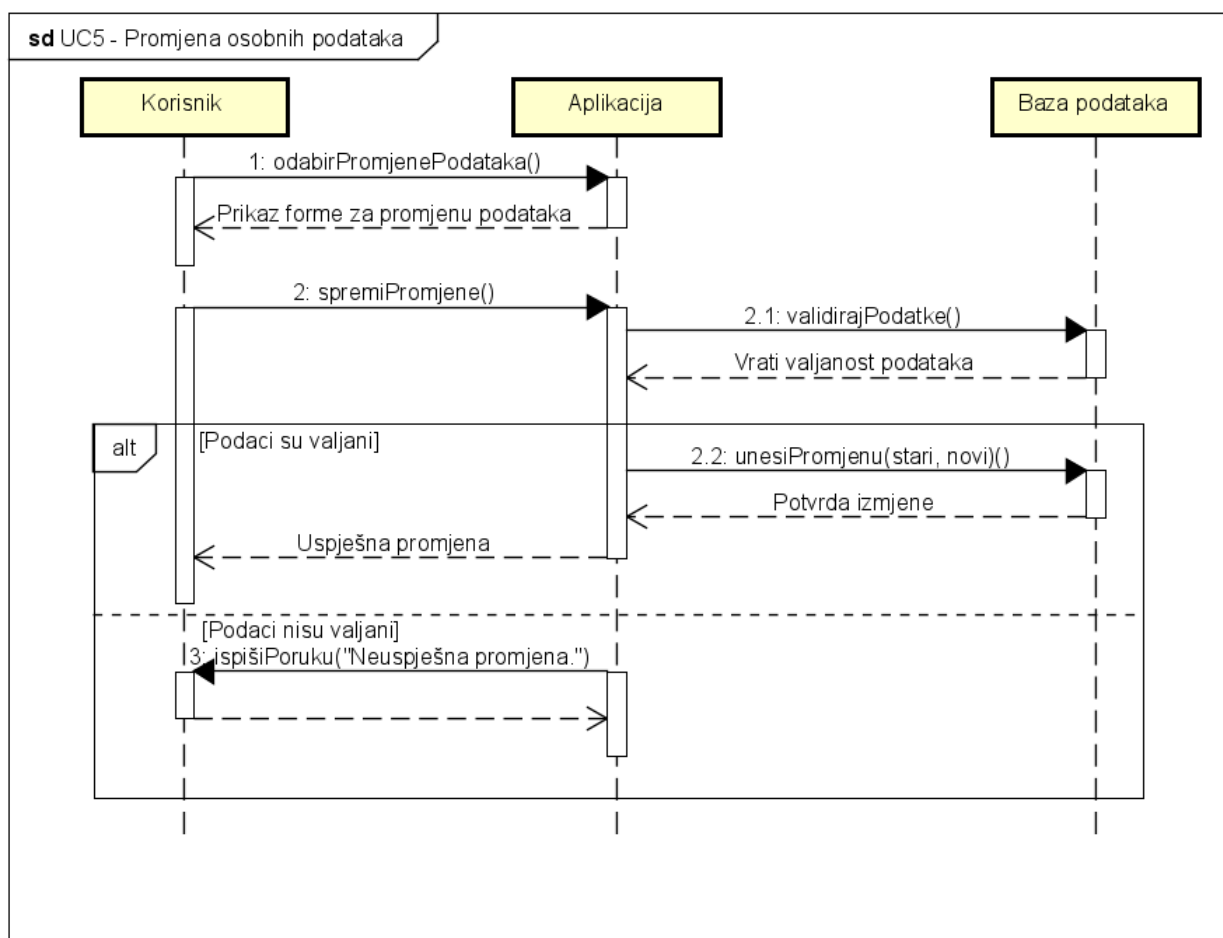 sd UC5 - Promjena osobnih podataka
Korisnik
Aplikacija
Baza podataka
1: odabirPromjenePodataka()
Prikaz forme za promjenu podataka
2: spremiPromjene()
2.1: validirajPodatke()
Vrati valjanost podataka
alt
[Podaci su valjani]
2.2: unesiPromjenu(stari, novi)()
Potvrda izmjene
Uspješna promjena
[Podaci nisu valjani]
3: ispišiPoruku("Neuspješna promjena.")